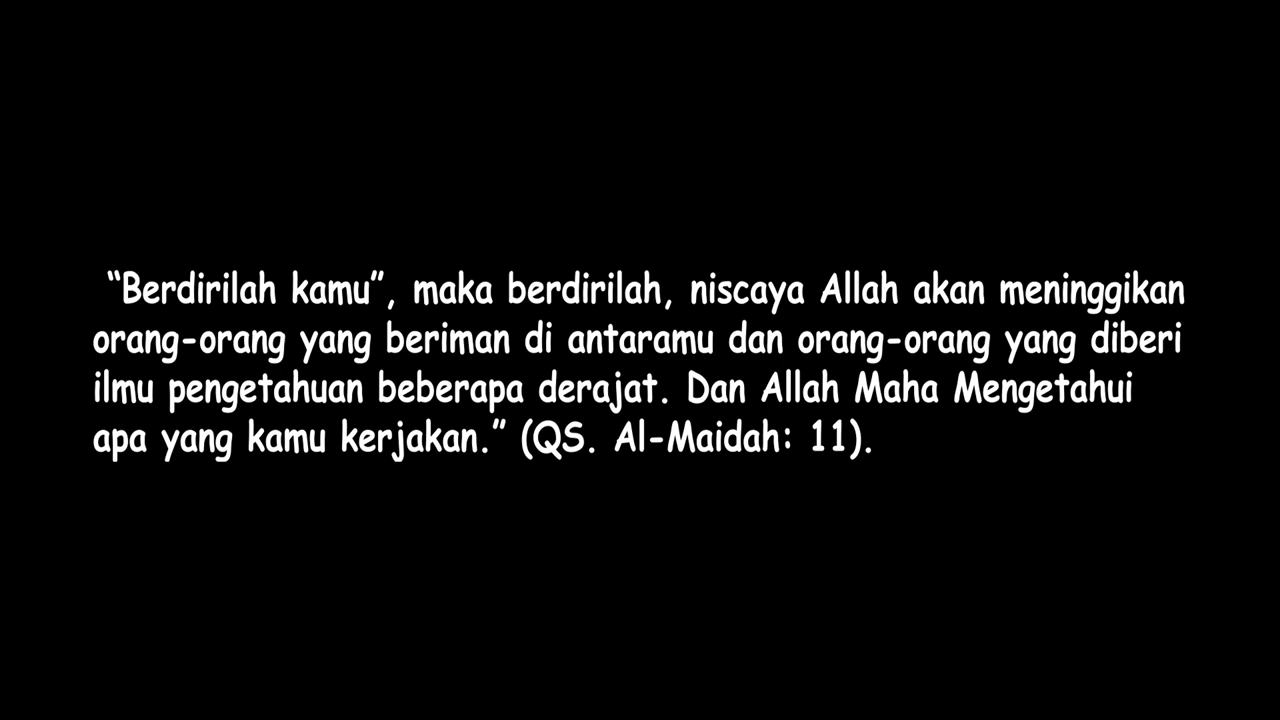 “Berdirilah kamu”, maka berdirilah, niscaya Allah akan meninggikan
orang-orang yang beriman di antaramu dan orang-orang yang diberi
ilmu pengetahuan beberapa derajat. Dan Allah Maha Mengetahui
apa yang kamu kerjakan.” (QS. Al-Maidah: 11).